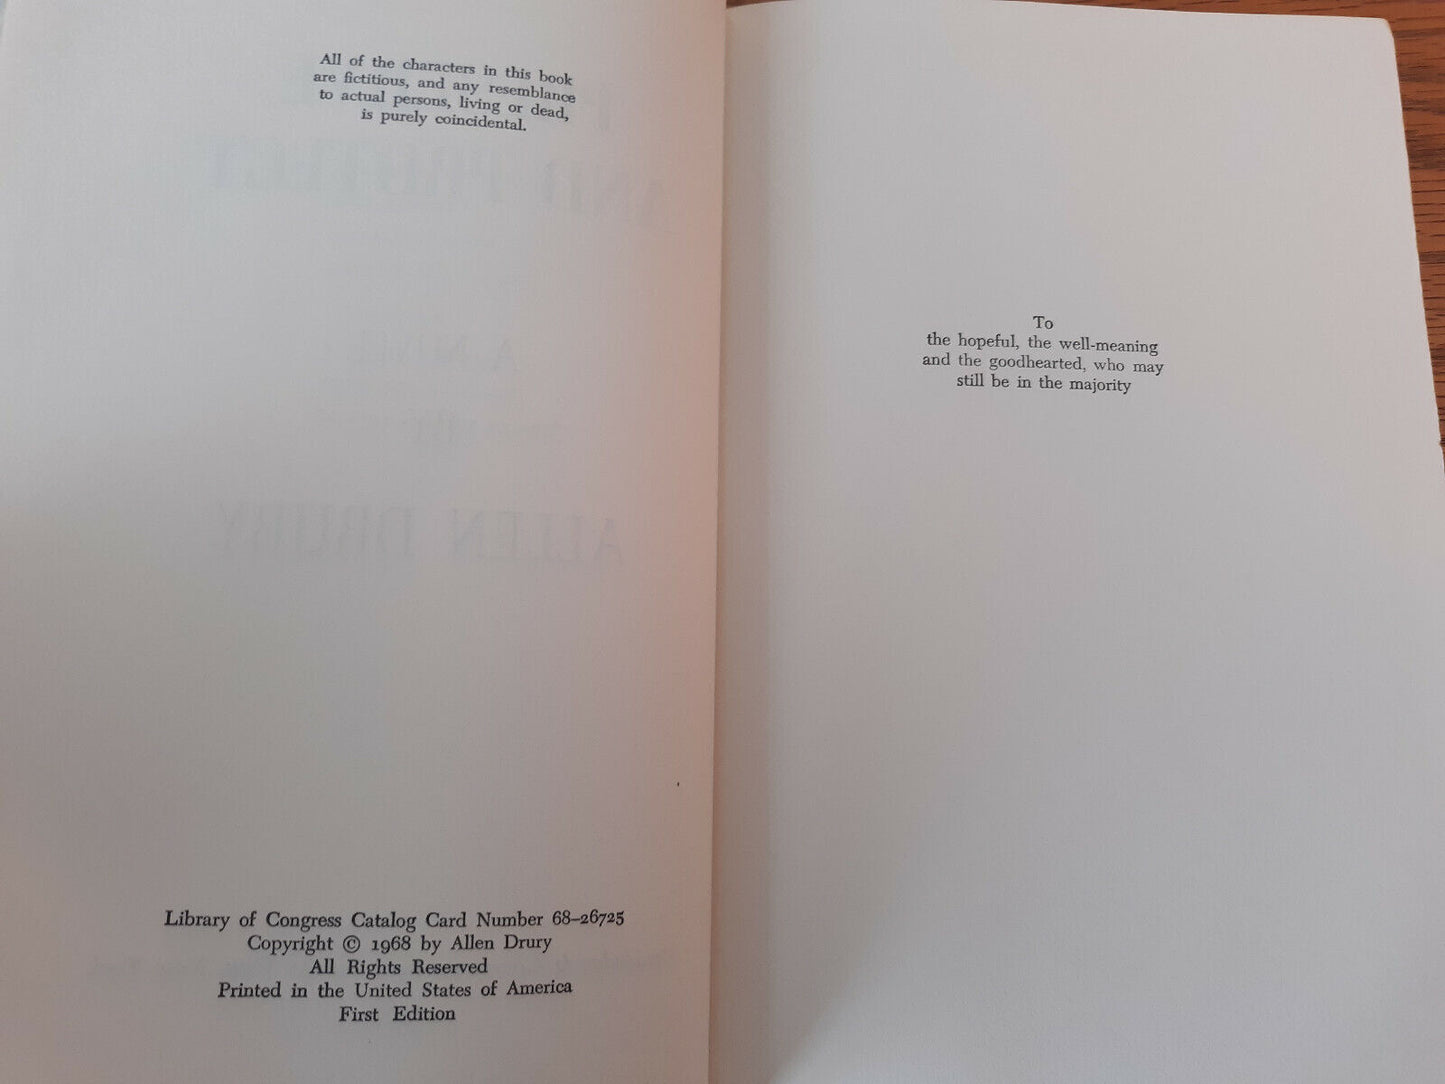 All of the characters in this book
are fictitious, and any resemblance
to actual persons, living or dead,
is purely coincidental.
ALLEN DRURY
Library of Congress Catalog Card Number 68–26725
Copyright © 1968 by Allen Drury
All Rights Reserved
Printed in the United States of America
First Edition
To
the hopeful, the well-meaning
and the goodhearted, who may
still be in the majority